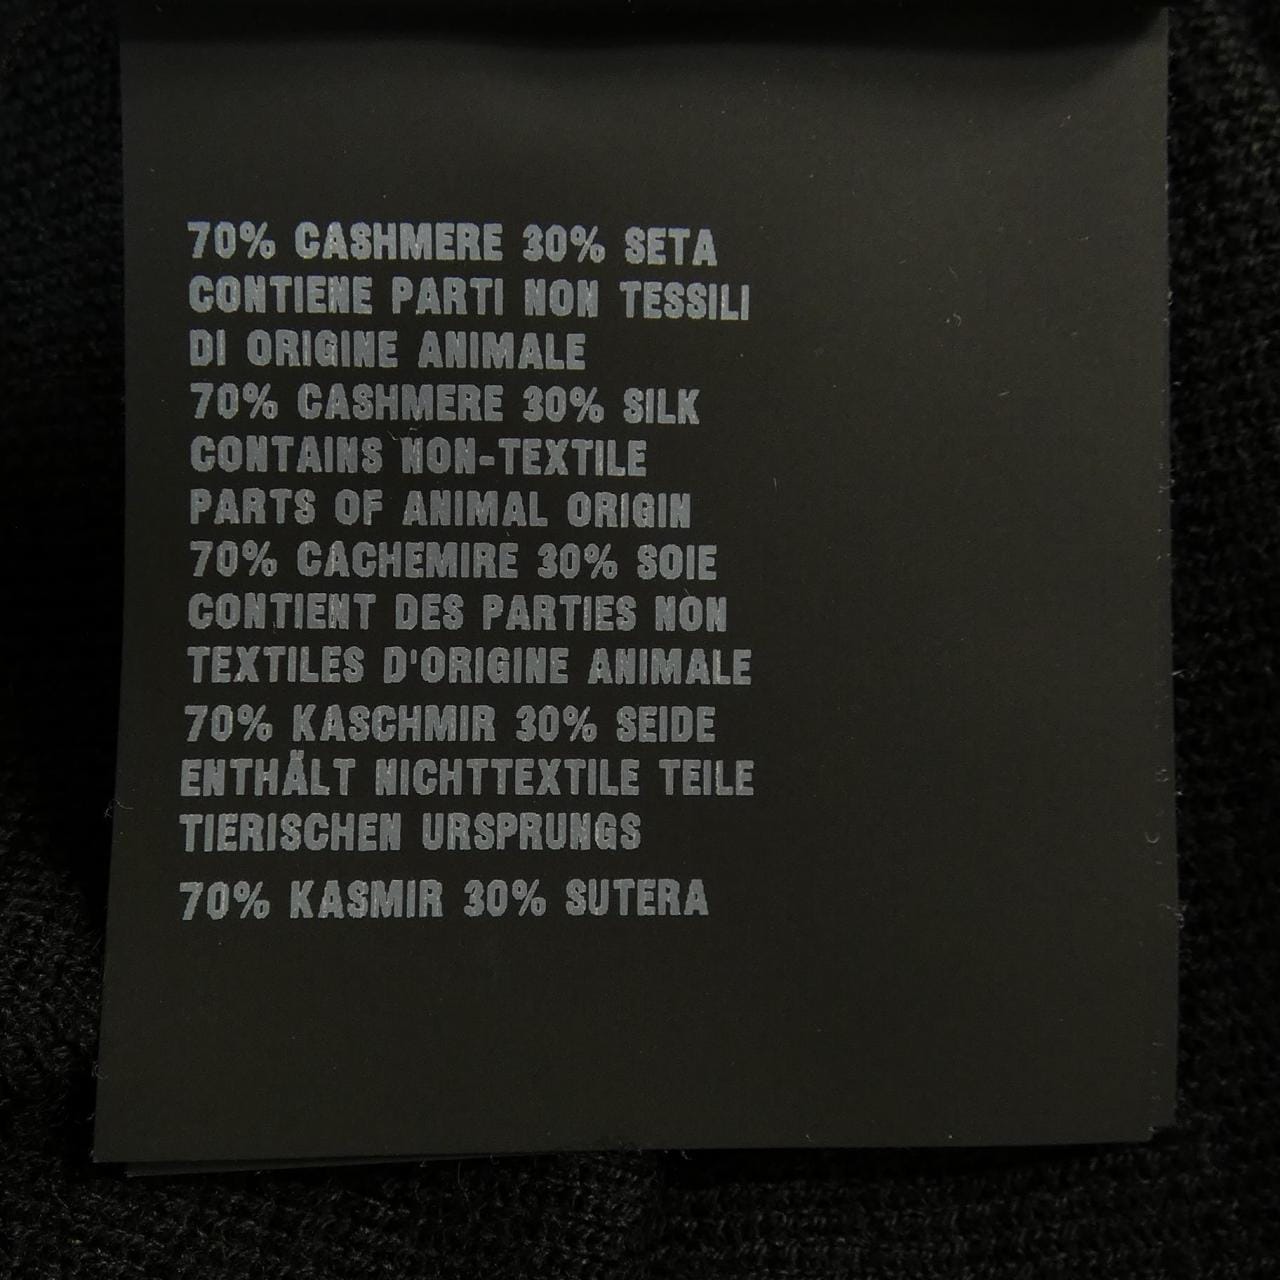 70% CASHMERE 30% SETA
CONTIENE PARTI NON TESSILI
DI ORIGINE ANIMALE
70% CASHMERE 30% SILK
CONTAINS NON-TEXTILE
PARTS OF ANIMAL ORIGIN
70% CACHEMIRE 30% SOIE
CONTIENT DES PARTIES NON
TEXTILES D'ORIGINE ANIMALE
70% KASCHMIR 30% SEIDE
ENTHÄLT NICHTTEXTILE TEILE
TIERISCHEN URSPRUNGS
70% KASMIR 30% SUTERA